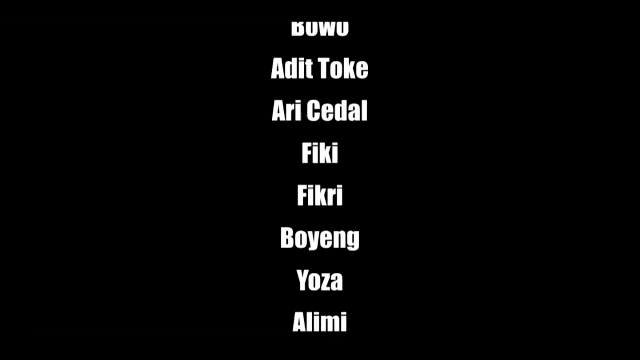 Bowo
Adit Toke
Ari Cedal
Fiki
Fikri
Boyeng
Yoza
Alimi